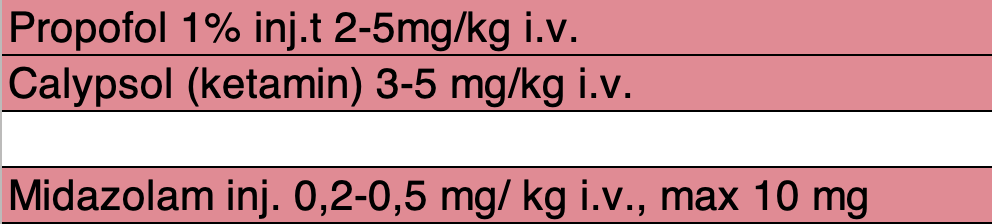 Propofol 1% inj.t 2-5mg/kg i.v.
Calypsol (ketamin) 3-5 mg/kg i.v.
Midazolam inj. 0,2-0,5 mg/ kg i.v., max 10 mg